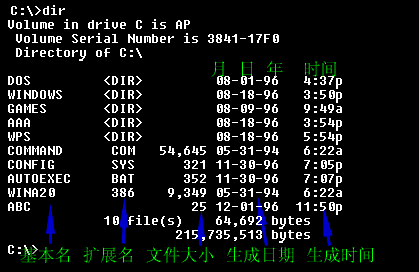 C:\>dir
Volume in drive C is AP
Volume Serial Number is 3841-17F0
Directory of C:\
月 日 年 时间
DOS <DIR> 08-01-96 4:37p
WINDOWS <DIR> 08-18-96 3:50p
GAMES <DIR> 08-09-96 9:49a
AAA <DIR> 08-18-96 3:54p
WPS <DIR> 08-18-96 5:54p
COMMAND COM 54,645 05-31-94 6:22a
CONFIG SYS 321 11-30-96 7:05p
AUTOEXEC BAT 352 11-30-96 7:07p
WINA20 386 9,349 05-31-94 6:22a
ABC 25 12-01-96 11:50p
10 file(s) 64,692 bytes
215,735,513 bytes
C:\>
基本名 扩展名 文件大小 生成日期 生成时间